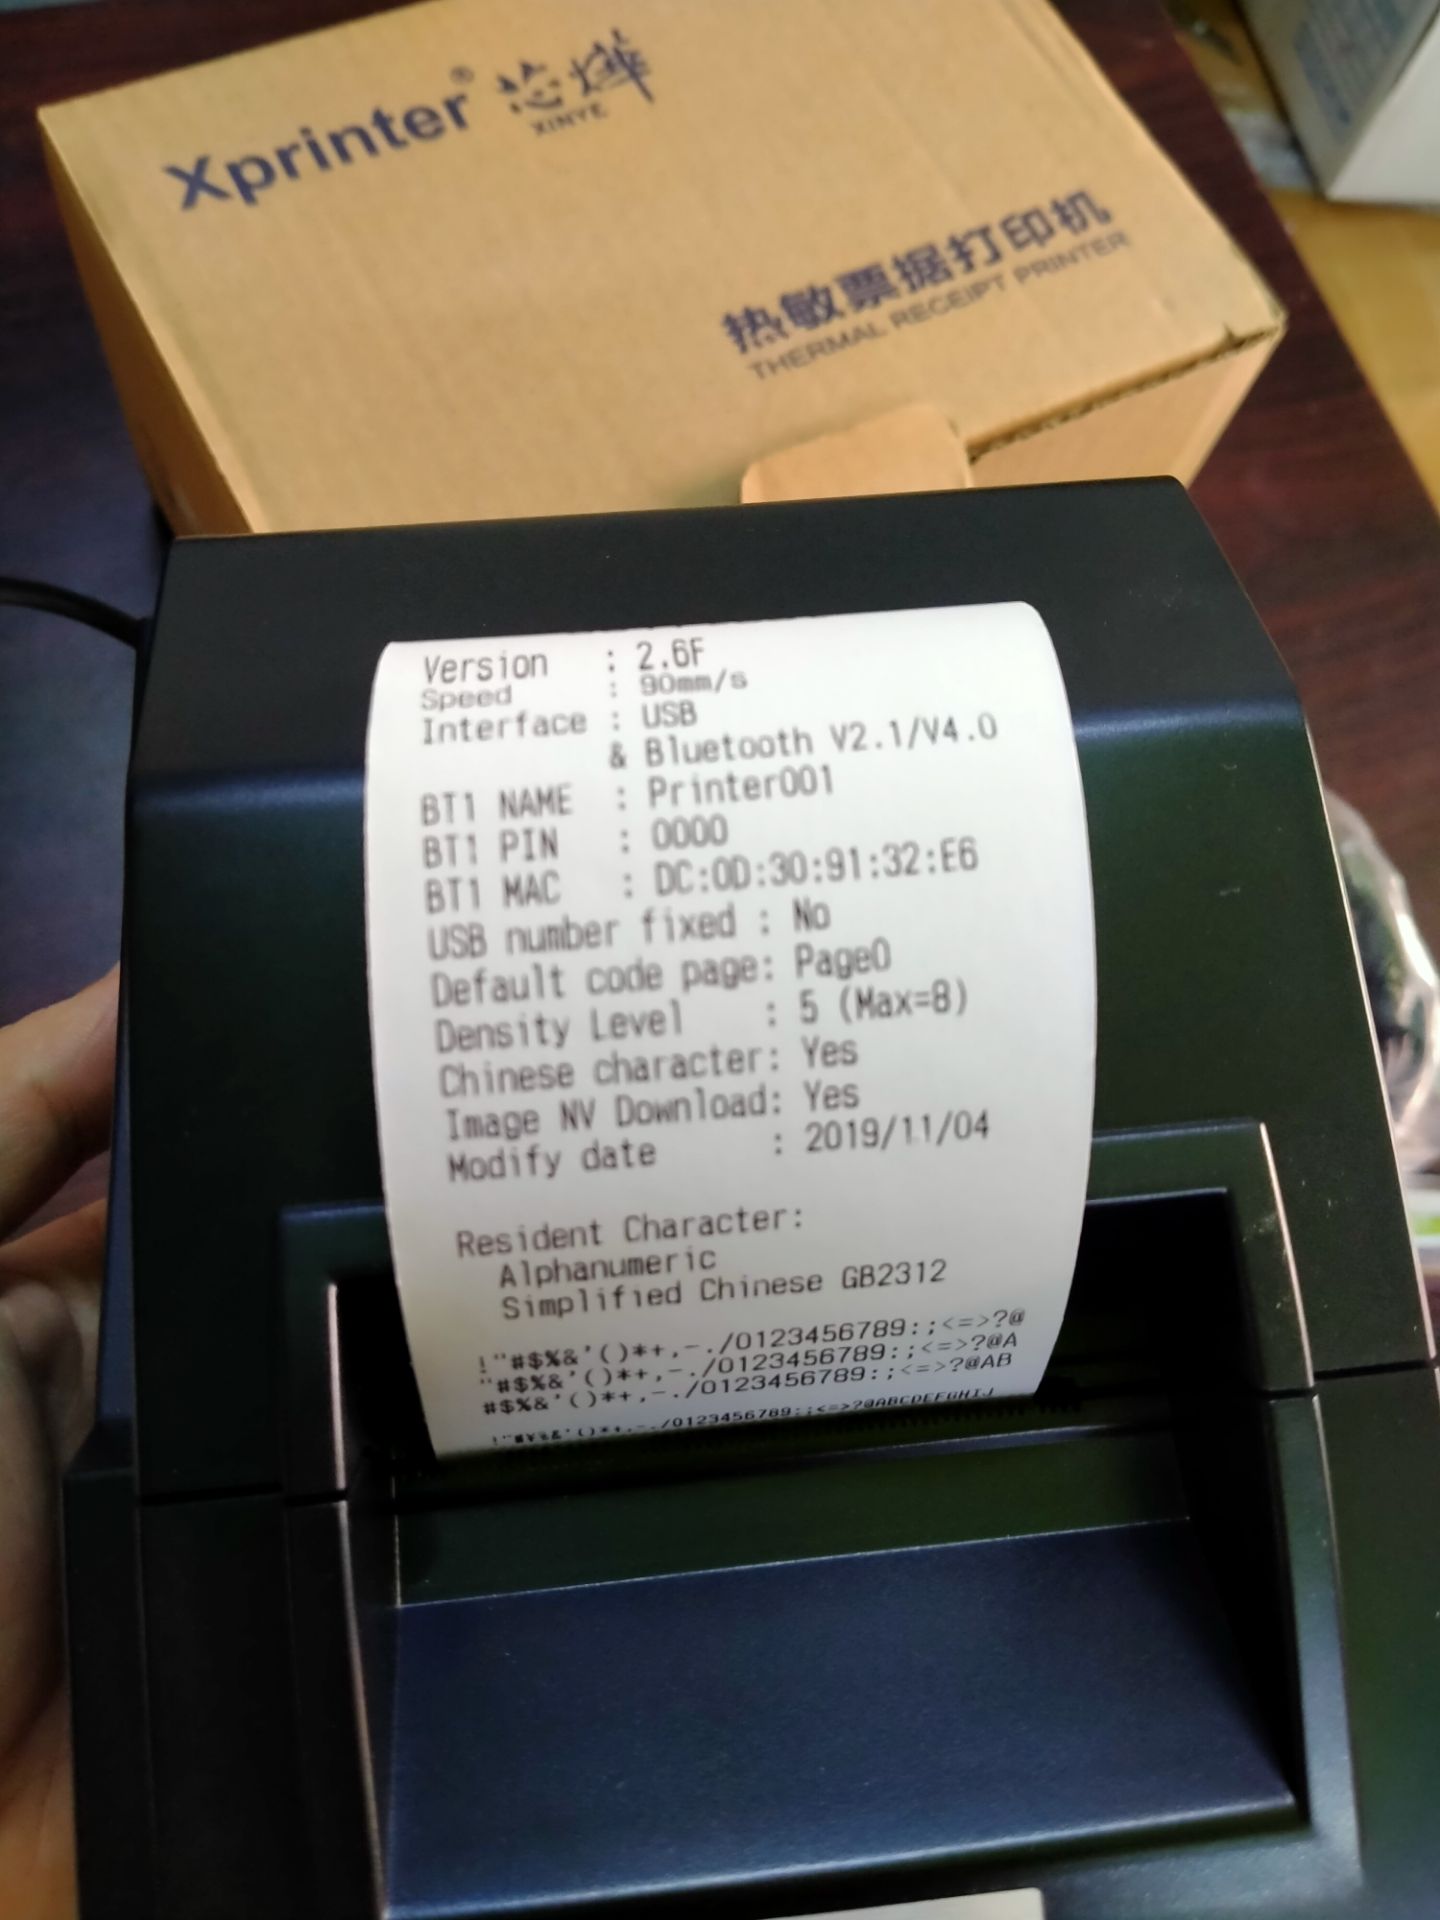 Xprinter® 芯烨
XINYE
热敏票据打印机
THERMAL RECEIPT PRINTER
Version : 2.6F
Speed : 90mm/s
Interface : USB
& Bluetooth V2.1/V4.0
BT1 NAME : Printer001
BT1 PIN : 0000
BT1 MAC : DC:0D:30:91:32:E6
USB number fixed : No
Default code page: Page0
Density Level : 5 (Max=8)
Chinese character: Yes
Image NV Download: Yes
Modify date : 2019/11/04
Resident Character:
Alphanumeric
Simplified Chinese GB2312
!"#$%&'()*+,-./0123456789:;<=>?@
"#$%&'()*+,-./0123456789:;<=>?@A
#$%&'()*+,-./0123456789:;<=>?@AB
!"#$%&'()*+,-./0123456789:;<=>?@ABCDEFGHIJ